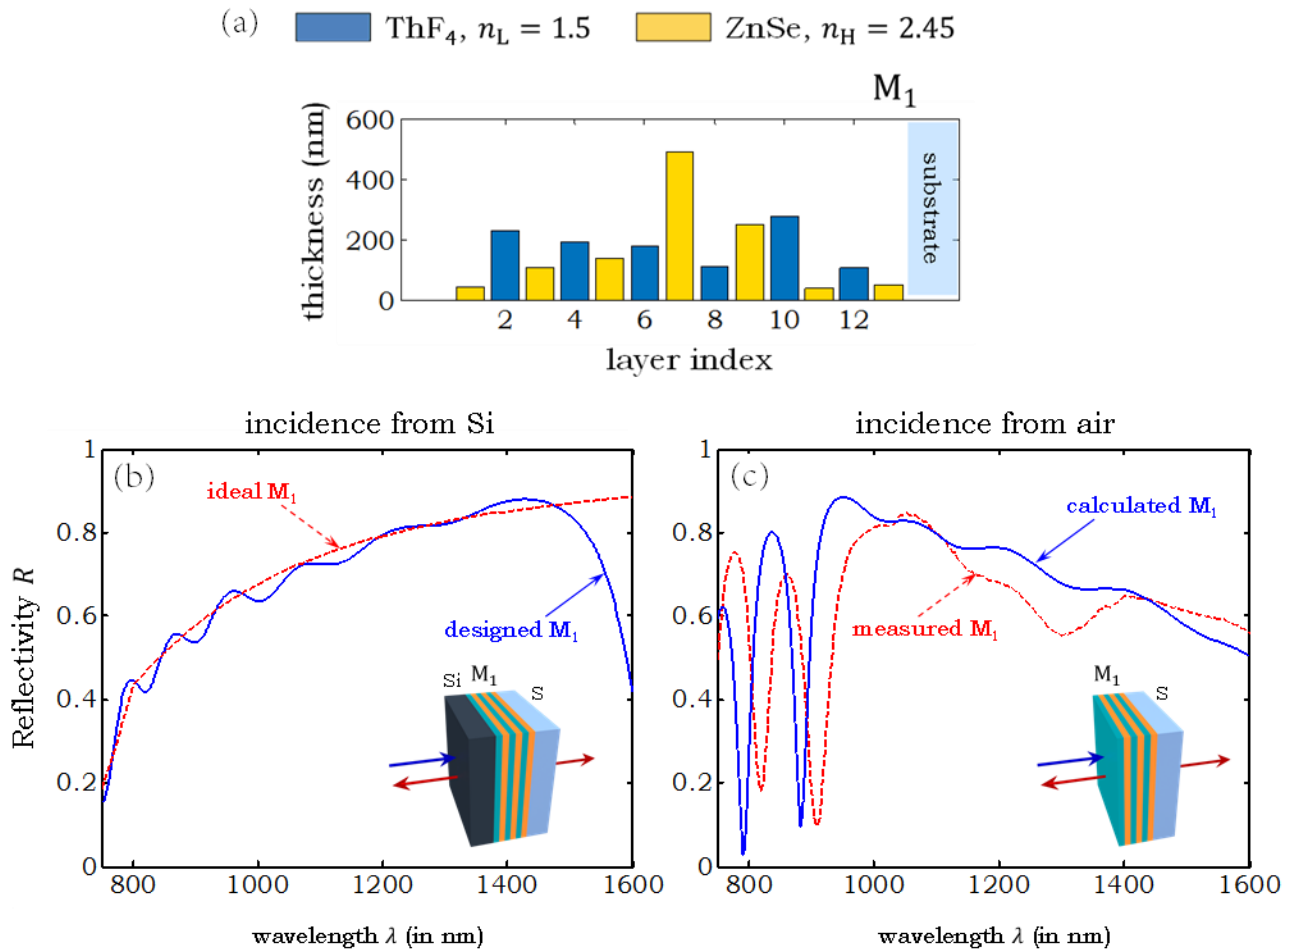 (a) ThF₄, n_L = 1.5 ZnSe, n_H = 2.45
M₁
thickness (nm)
600
400
200
0
substrate
2 4 6 8 10 12
layer index
incidence from Si
(b)
ideal M₁
designed M₁
Si M₁ S
Reflectivity R
1
0.8
0.6
0.4
0.2
0
800 1000 1200 1400 1600
wavelength λ (in nm)
incidence from air
(c)
calculated M₁
measured M₁
M₁ S
1
0.8
0.6
0.4
0.2
0
800 1000 1200 1400 1600
wavelength λ (in nm)